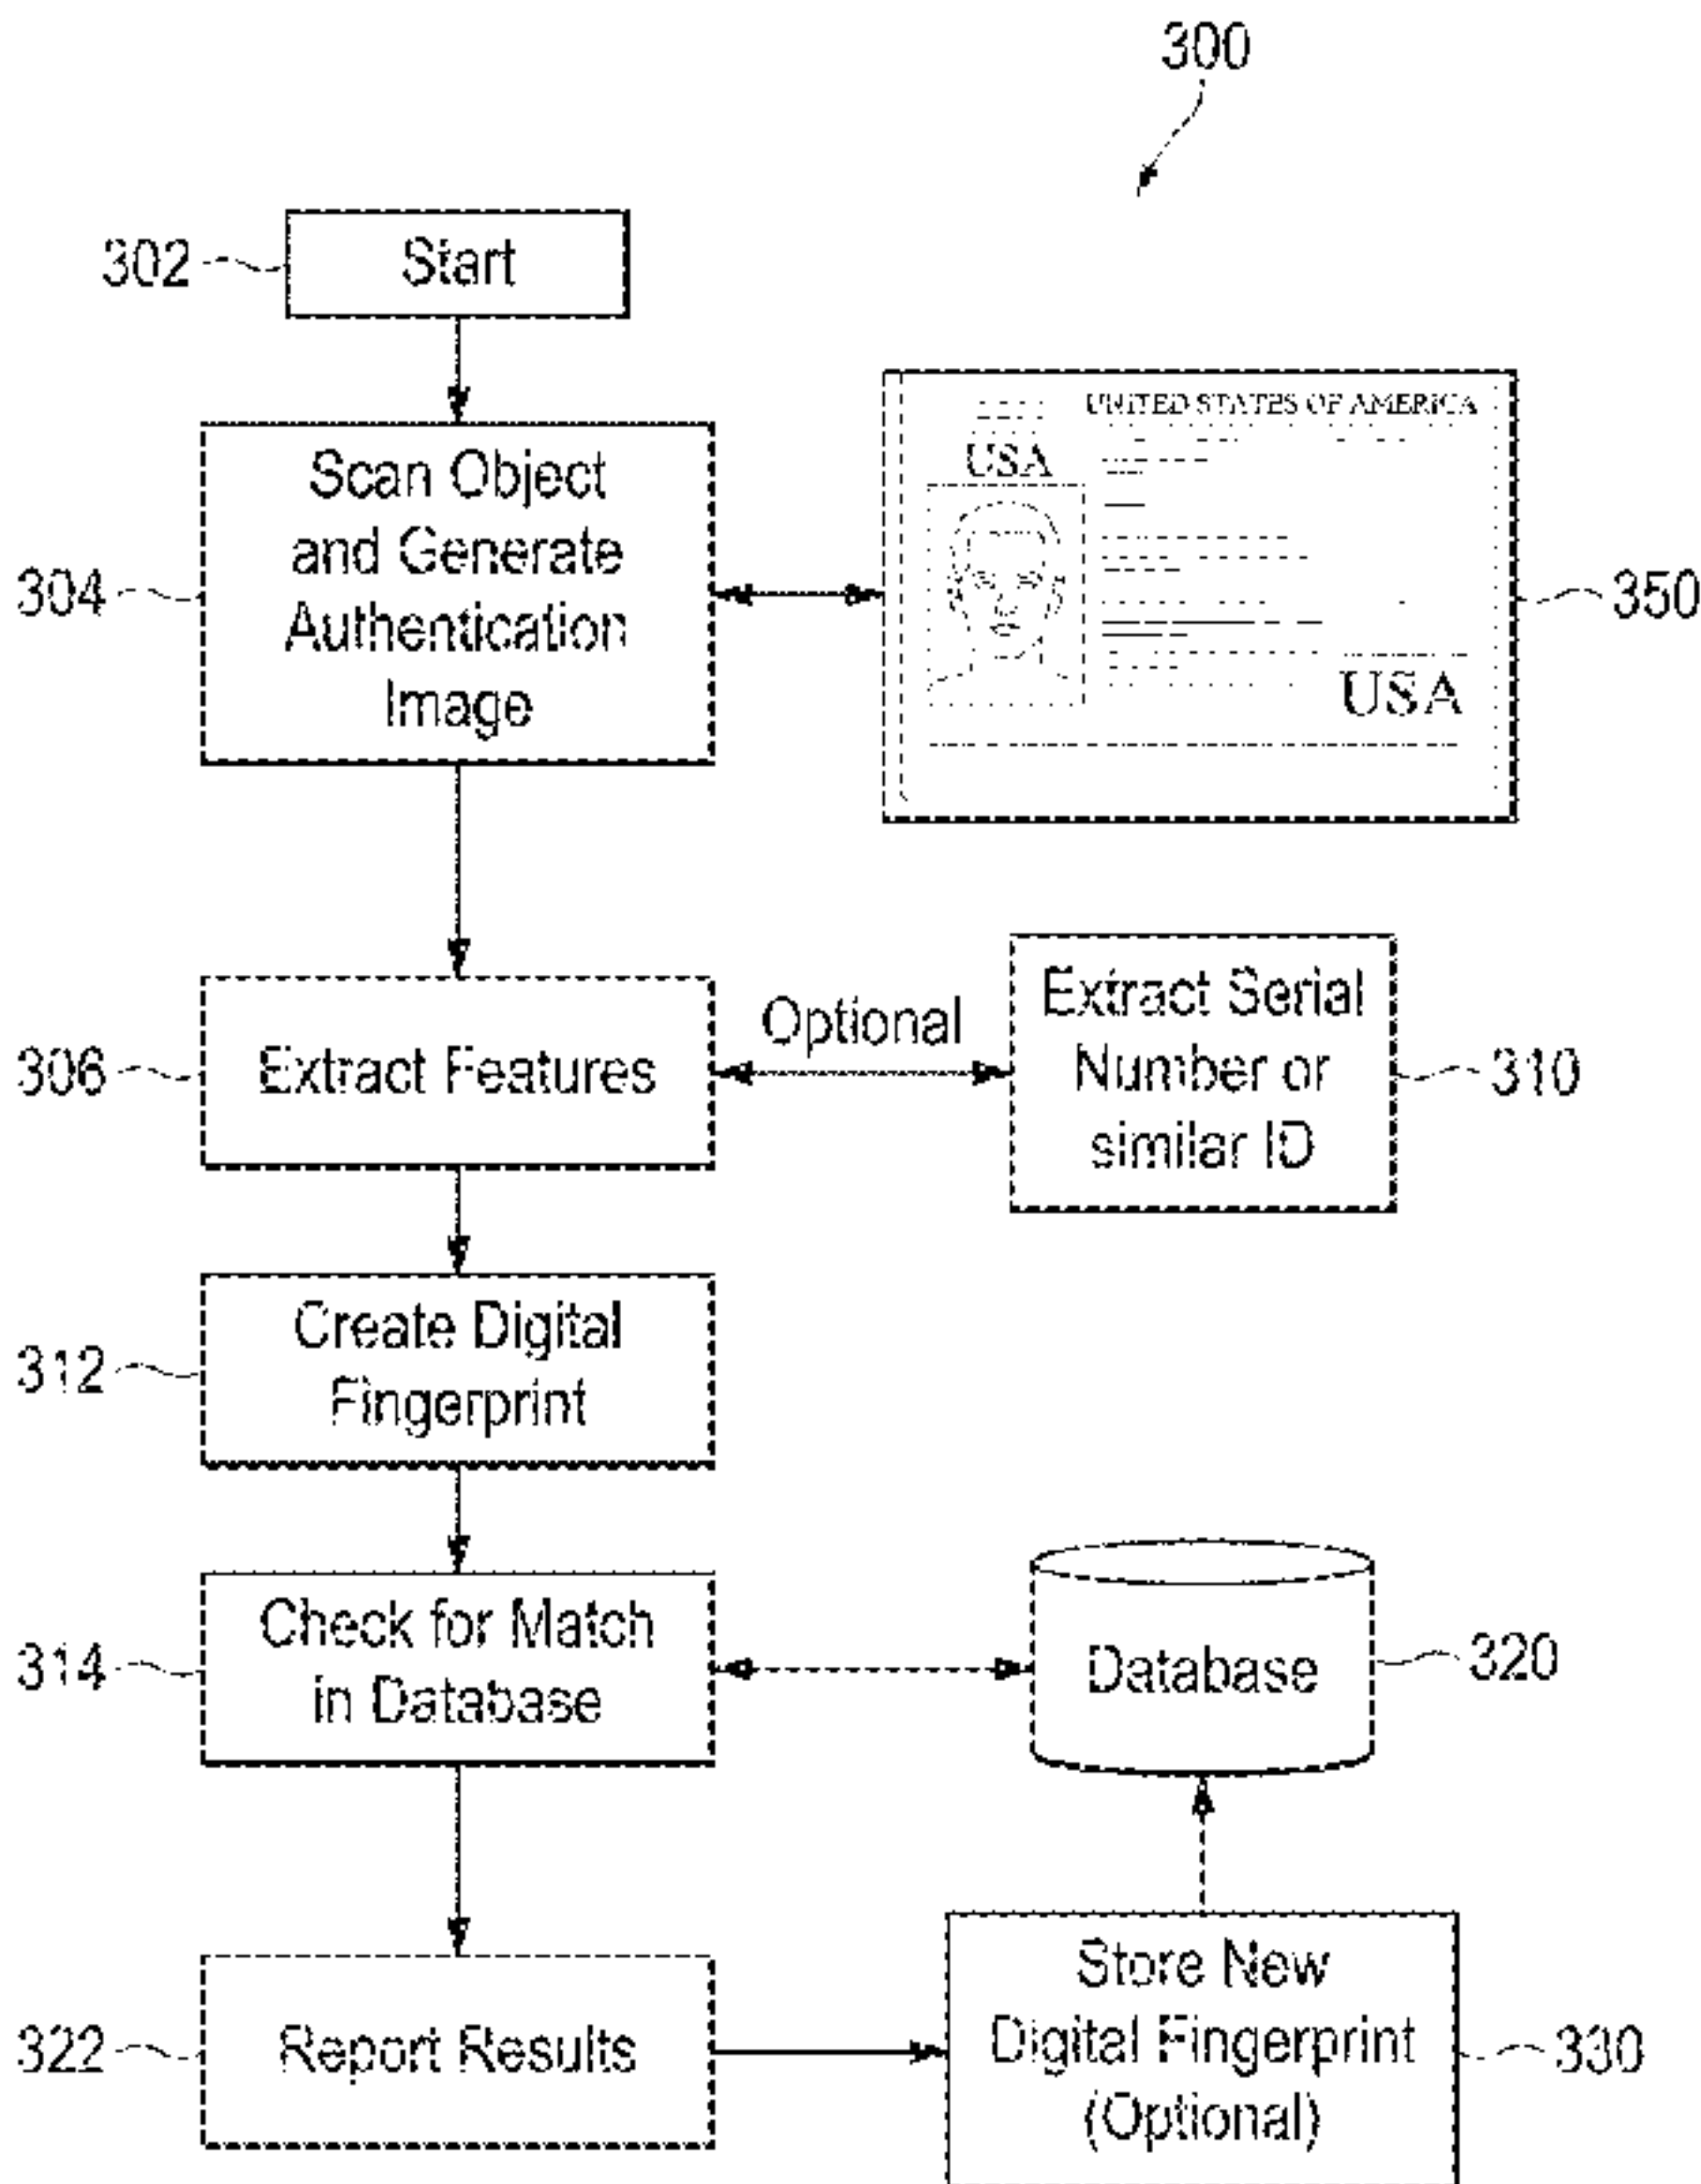 300
302
Start
304
Scan Object
and Generate
Authentication
Image
UNITED STATES OF AMERICA
USA
USA
350
306
Extract Features
Optional
Extract Serial
Number or
similar ID
310
312
Create Digital
Fingerprint
314
Check for Match
in Database
Database
320
322
Report Results
Store New
Digital Fingerprint
(Optional)
330